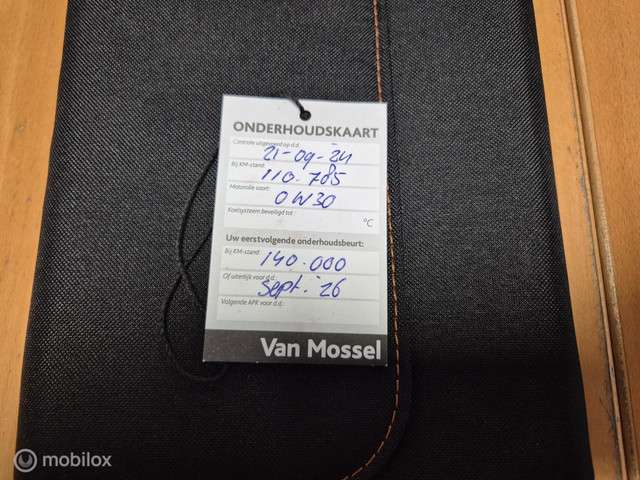 ONDERHOUDSKAART
Controle uitgevoerd op d.d.:
21-09-24
Bij KM-stand:
110.785
Motorolie soort:
0W30
Koelsysteem beveiligd tot :
°C
Uw eerstvolgende onderhoudsbeurt:
Bij KM-stand:
140.000
Of uiterlijk voor d.d.:
Sept. '26
Volgende APK voor d.d.:
Van Mossel
mobilox